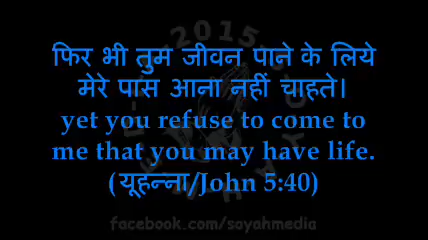 2015
फिर भी तुम जीवन पाने के लिये
मेरे पास आना नहीं चाहते।
yet you refuse to come to
me that you may have life.
(यूहन्ना/John 5:40)
facebook.com/soyahmedia